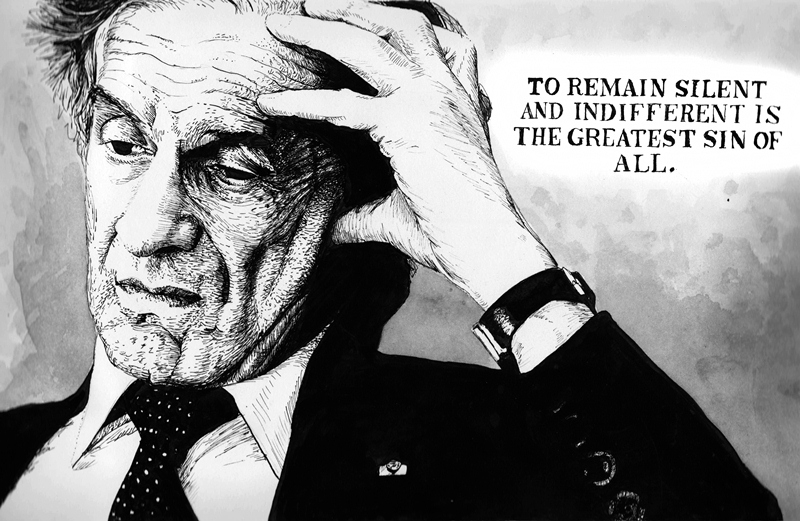 TO REMAIN SILENT
AND INDIFFERENT IS
THE GREATEST SIN OF
ALL.